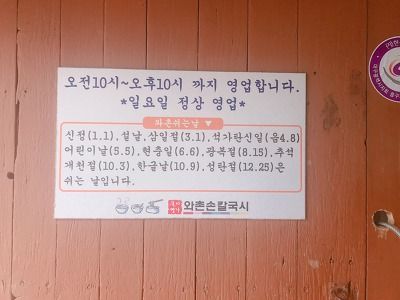 오전10시~오후10시 까지 영업합니다.
*일요일 정상 영업*
와촌쉬는날 ▼
신정(1.1), 설날, 삼일절(3.1), 석가탄신일(음4.8)
어린이날(5.5), 현충일(6.6), 광복절(8.15), 추석
개천절(10.3), 한글날(10.9), 성탄절(12.25)은
쉬는 날입니다.
와촌손칼국시